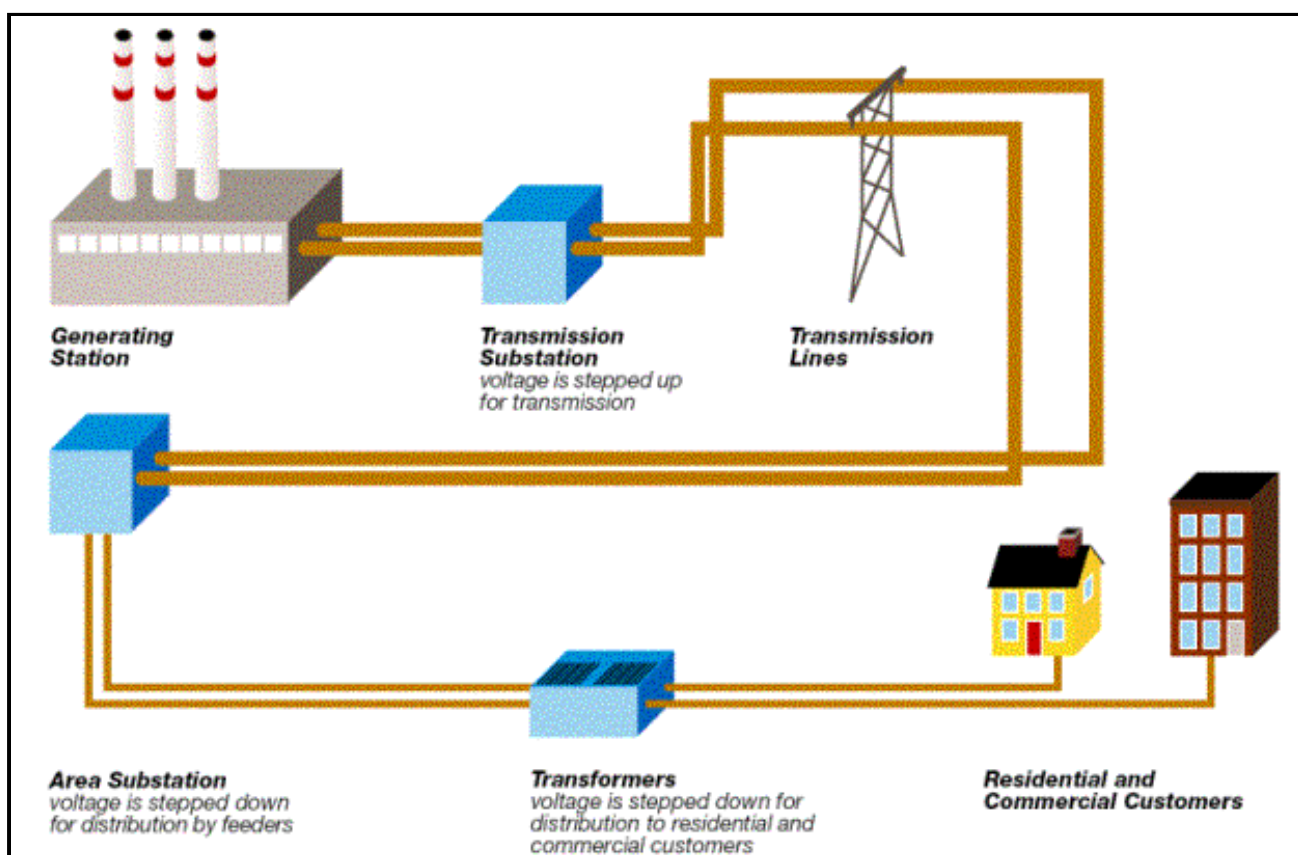 Generating
Station
Transmission
Substation
voltage is stepped up
for transmission
Transmission
Lines
Area Substation
voltage is stepped down
for distribution by feeders
Transformers
voltage is stepped down for
distribution to residential and
commercial customers
Residential and
Commercial Customers